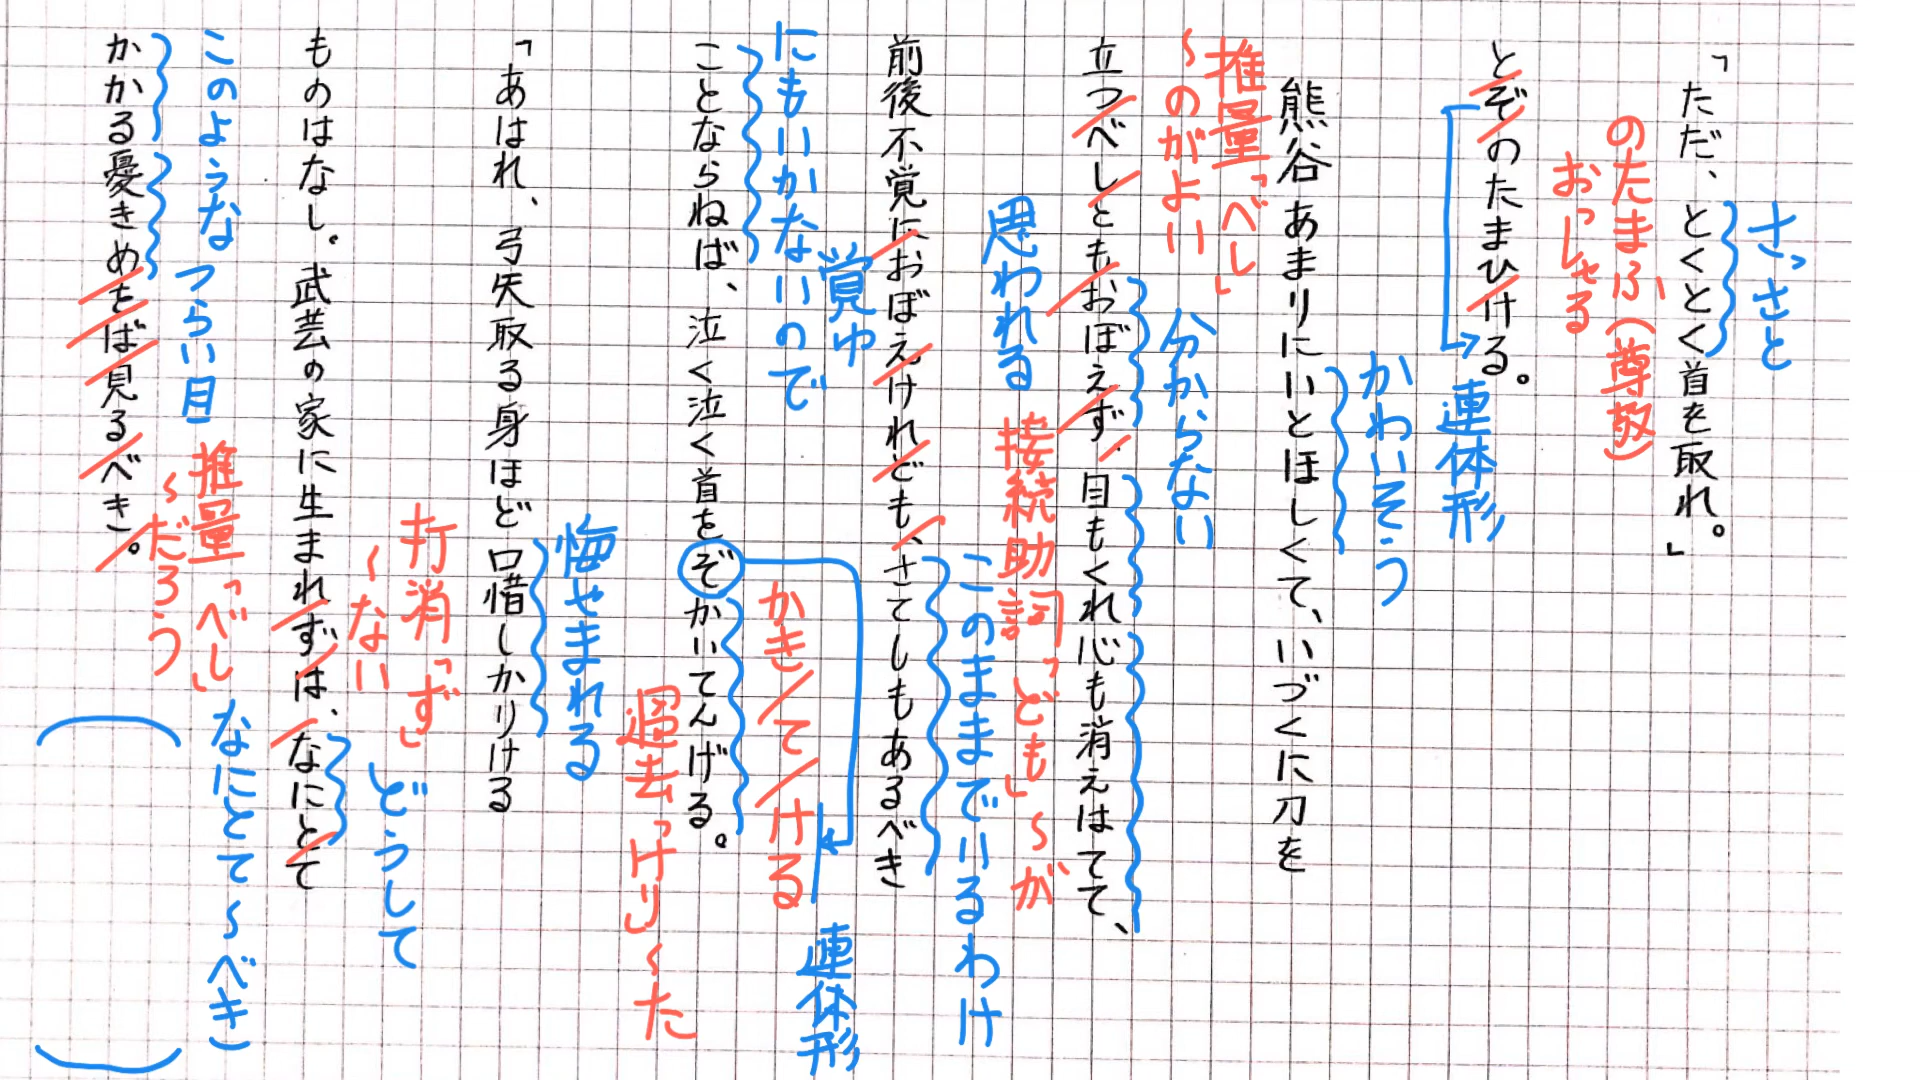 さっさと
「ただ、とくとく首を取れ。」
のたまふ(尊敬)
おっしゃる
とぞのたまひける。
連体形
かわいそう
熊谷あまりにいとほしくて、いづくに刀を
推量「べし」
〜のがよい
分からない
立つべしともおぼえず、目もくれ心も消えはてて、
思われる
接続助詞「ども」〜が
このままでいるわけ
前後不覚におぼえけれども、さてしもあるべき
覚ゆ
にもいかないので
かき/て/ける
連体形
ことならねば、泣く泣く首をぞかいてんげる。
過去「けり」〜た
悔やまれる
「あはれ、弓矢取る身ほど口惜しかりける
打消「ず」
〜ない
どうして
ものはなし。武芸の家に生まれずは、なにとて
このような
つらい目
推量「べし」
〜だろう
なにとて〜べき
かかる憂きめをば見るべき。